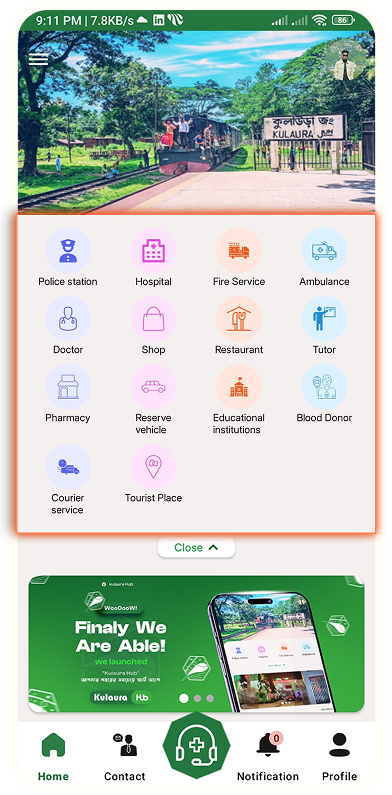 9:11 PM | 7.8KB/s
86
कুলাউড়া জং
KULAURA JUN
Police station
Hospital
Fire Service
Ambulance
Doctor
Shop
Restaurant
Tutor
Pharmacy
Reserve
vehicle
Educational
institutions
Blood Donor
Courier
service
Tourist Place
Close
Kulaura Hub
WooOooW!
Finaly We
Are Able!
we launched
"Kulaura Hub"
Kulaura Hub
Home
Contact
0
Notification
Profile